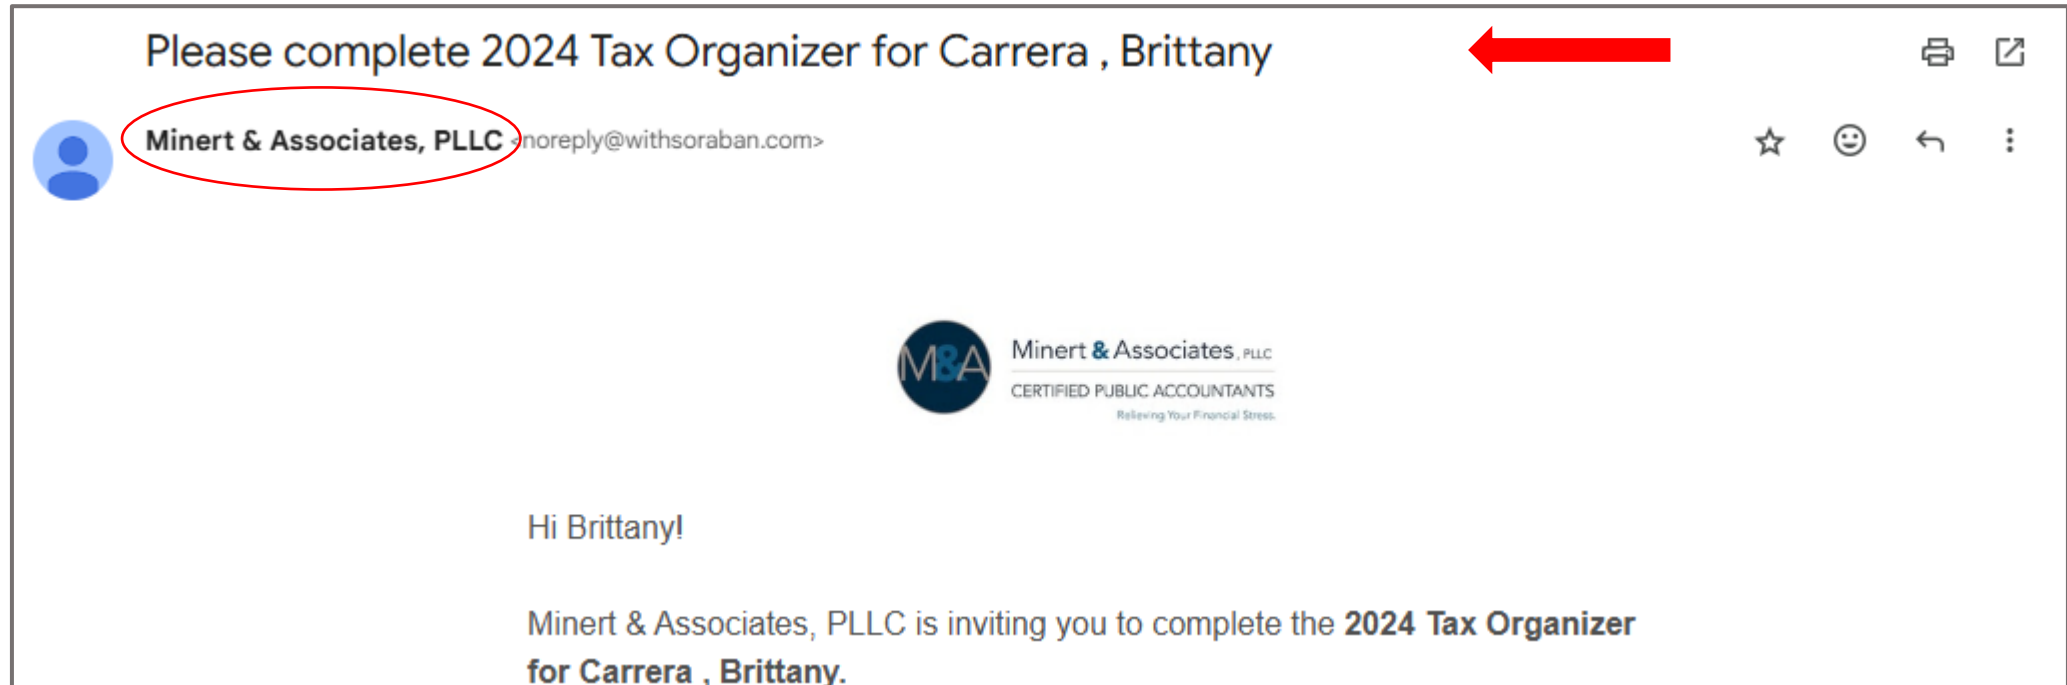 Please complete 2024 Tax Organizer for Carrera , Brittany
Minert & Associates, PLLC <noreply@withsoraban.com>
M&A
Minert & Associates, PLLC
CERTIFIED PUBLIC ACCOUNTANTS
Relieving Your Financial Stress.
Hi Brittany!
Minert & Associates, PLLC is inviting you to complete the 2024 Tax Organizer
for Carrera , Brittany.